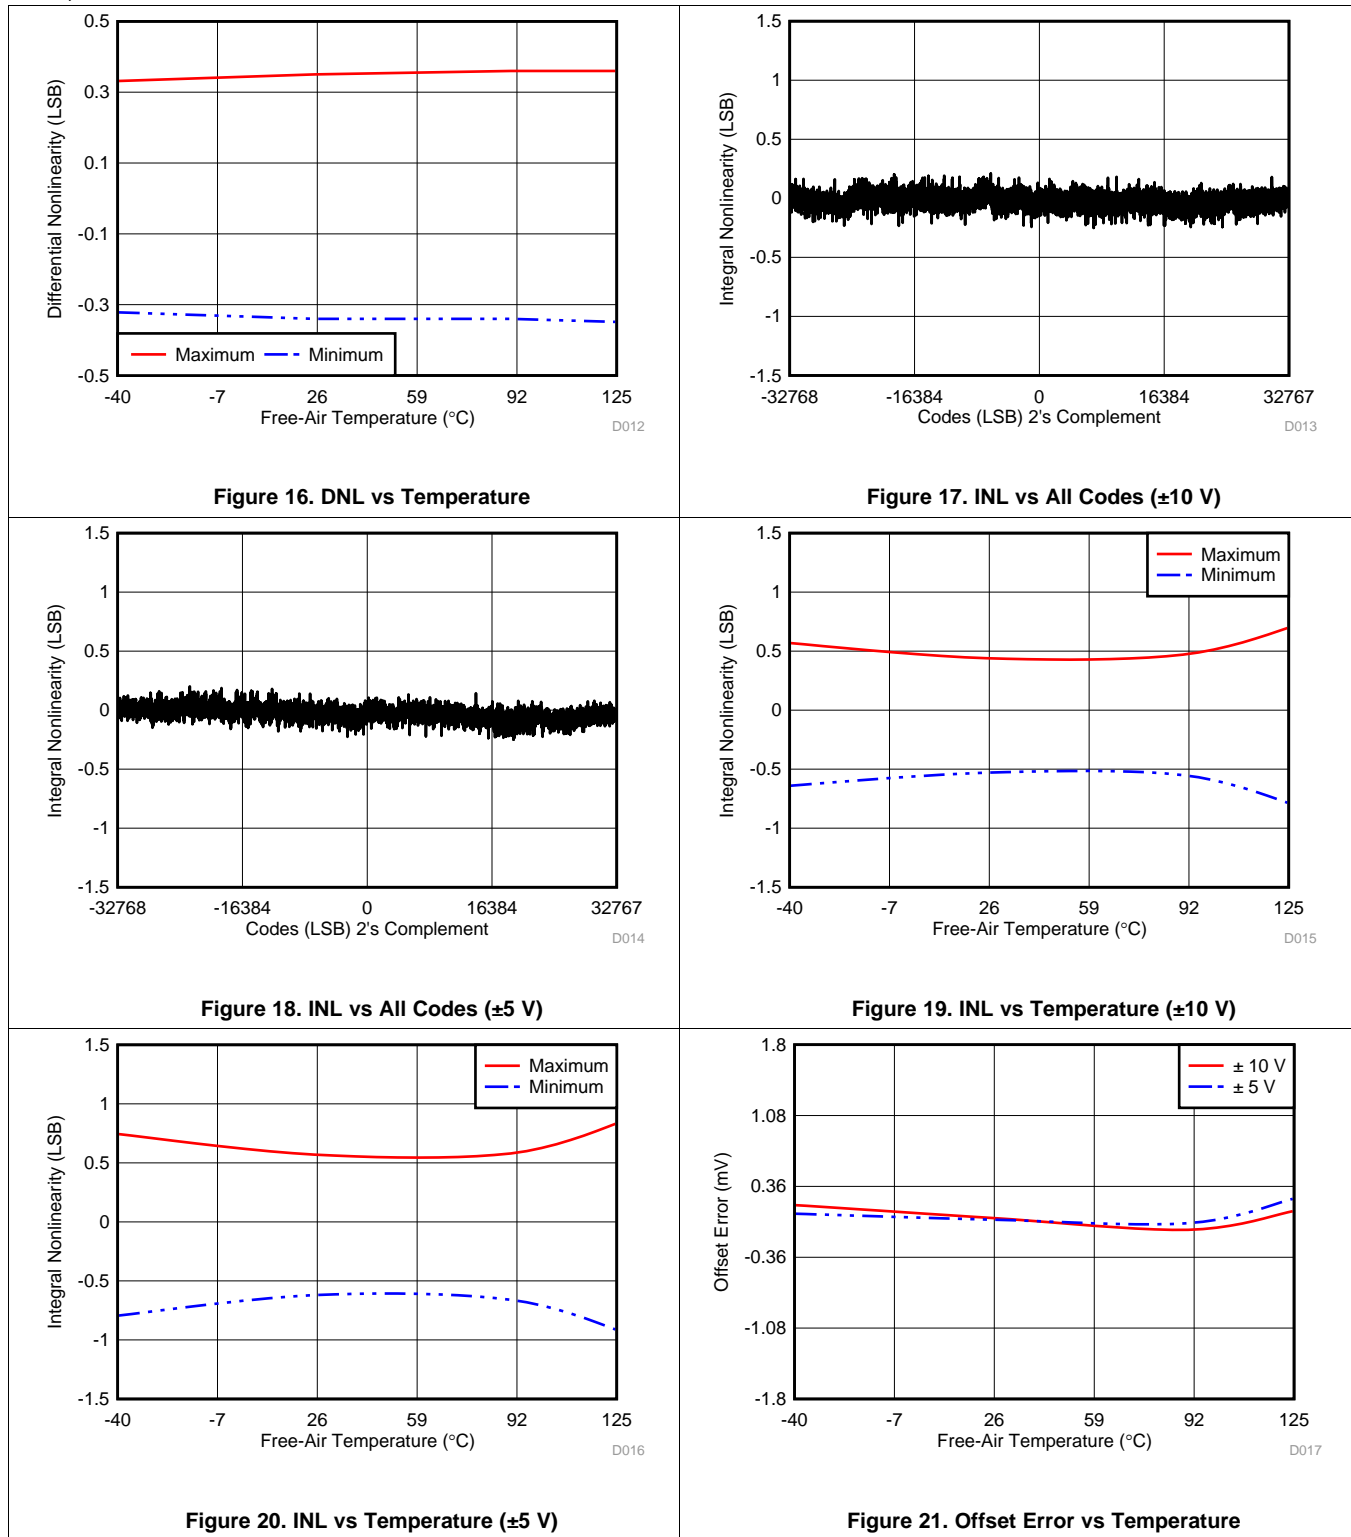 0.5
0.3
0.1
-0.1
-0.3
-0.5
Differential Nonlinearity (LSB)
Maximum
Minimum
-40 -7 26 59 92 125
Free-Air Temperature (°C)
D012
Figure 16. DNL vs Temperature
1.5
1
0.5
0
-0.5
-1
-1.5
Integral Nonlinearity (LSB)
-32768 -16384 0 16384 32767
Codes (LSB) 2's Complement
D013
Figure 17. INL vs All Codes (±10 V)
1.5
1
0.5
0
-0.5
-1
-1.5
Integral Nonlinearity (LSB)
-32768 -16384 0 16384 32767
Codes (LSB) 2's Complement
D014
Figure 18. INL vs All Codes (±5 V)
1.5
1
0.5
0
-0.5
-1
-1.5
Integral Nonlinearity (LSB)
Maximum
Minimum
-40 -7 26 59 92 125
Free-Air Temperature (°C)
D015
Figure 19. INL vs Temperature (±10 V)
1.5
1
0.5
0
-0.5
-1
-1.5
Integral Nonlinearity (LSB)
Maximum
Minimum
-40 -7 26 59 92 125
Free-Air Temperature (°C)
D016
Figure 20. INL vs Temperature (±5 V)
1.8
1.08
0.36
-0.36
-1.08
-1.8
Offset Error (mV)
± 10 V
± 5 V
-40 -7 26 59 92 125
Free-Air Temperature (°C)
D017
Figure 21. Offset Error vs Temperature